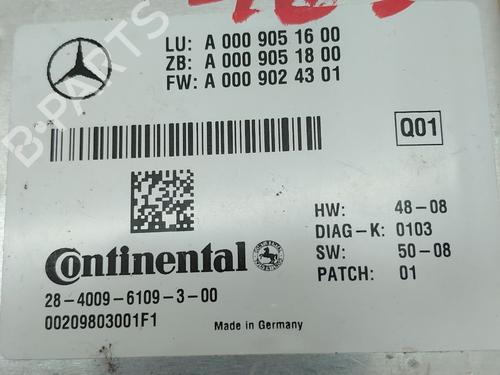 LU: A 000 905 16 00
ZB: A 000 905 18 00
FW: A 000 902 43 01
Q01
HW: 48-08
DIAG-K: 0103
SW: 50-08
PATCH: 01
Continental
28-4009-6109-3-00
00209803001F1
Made in Germany
B-PARTS